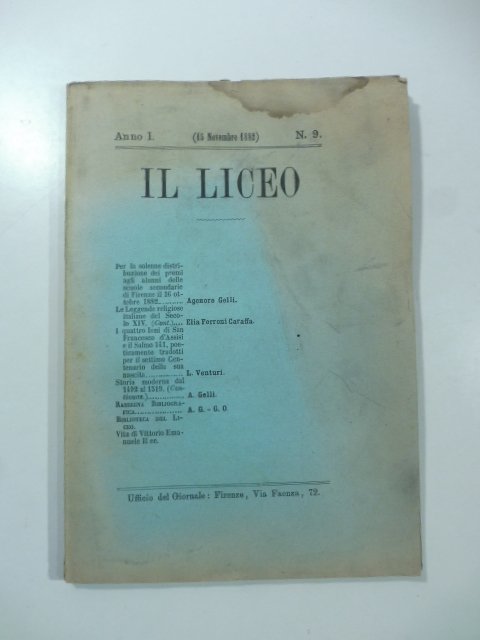 Anno I. (15 Novembre 1882) N. 9.
IL LICEO
Per la solenne distri-
buzione dei premi
agli alunni delle
scuole secondarie
di Firenze il 26 ot-
tobre 1882......... Agenore Gelli.
Le Leggende religiose
italiane del Seco-
lo XIV. (Cont.).... Elia Ferroni Caraffa.
I quattro Inni di San
Francesco d'Assisi
e il Salmo 141, poe-
ticamente tradotti
per il settimo Cen-
tenario della sua
nascita............... L. Venturi.
Storia moderna dal
1492 al 1519. (Con-
tinuaz.)............... A. Gelli.
RASSEGNA BIBLIOGRA-
FICA.................... A. G. - G. O.
BIBLIOTECA DEL LI-
CEO.
Vita di Vittorio Ema-
nuele II ec.
Ufficio del Giornale: Firenze, Via Faenza, 72.